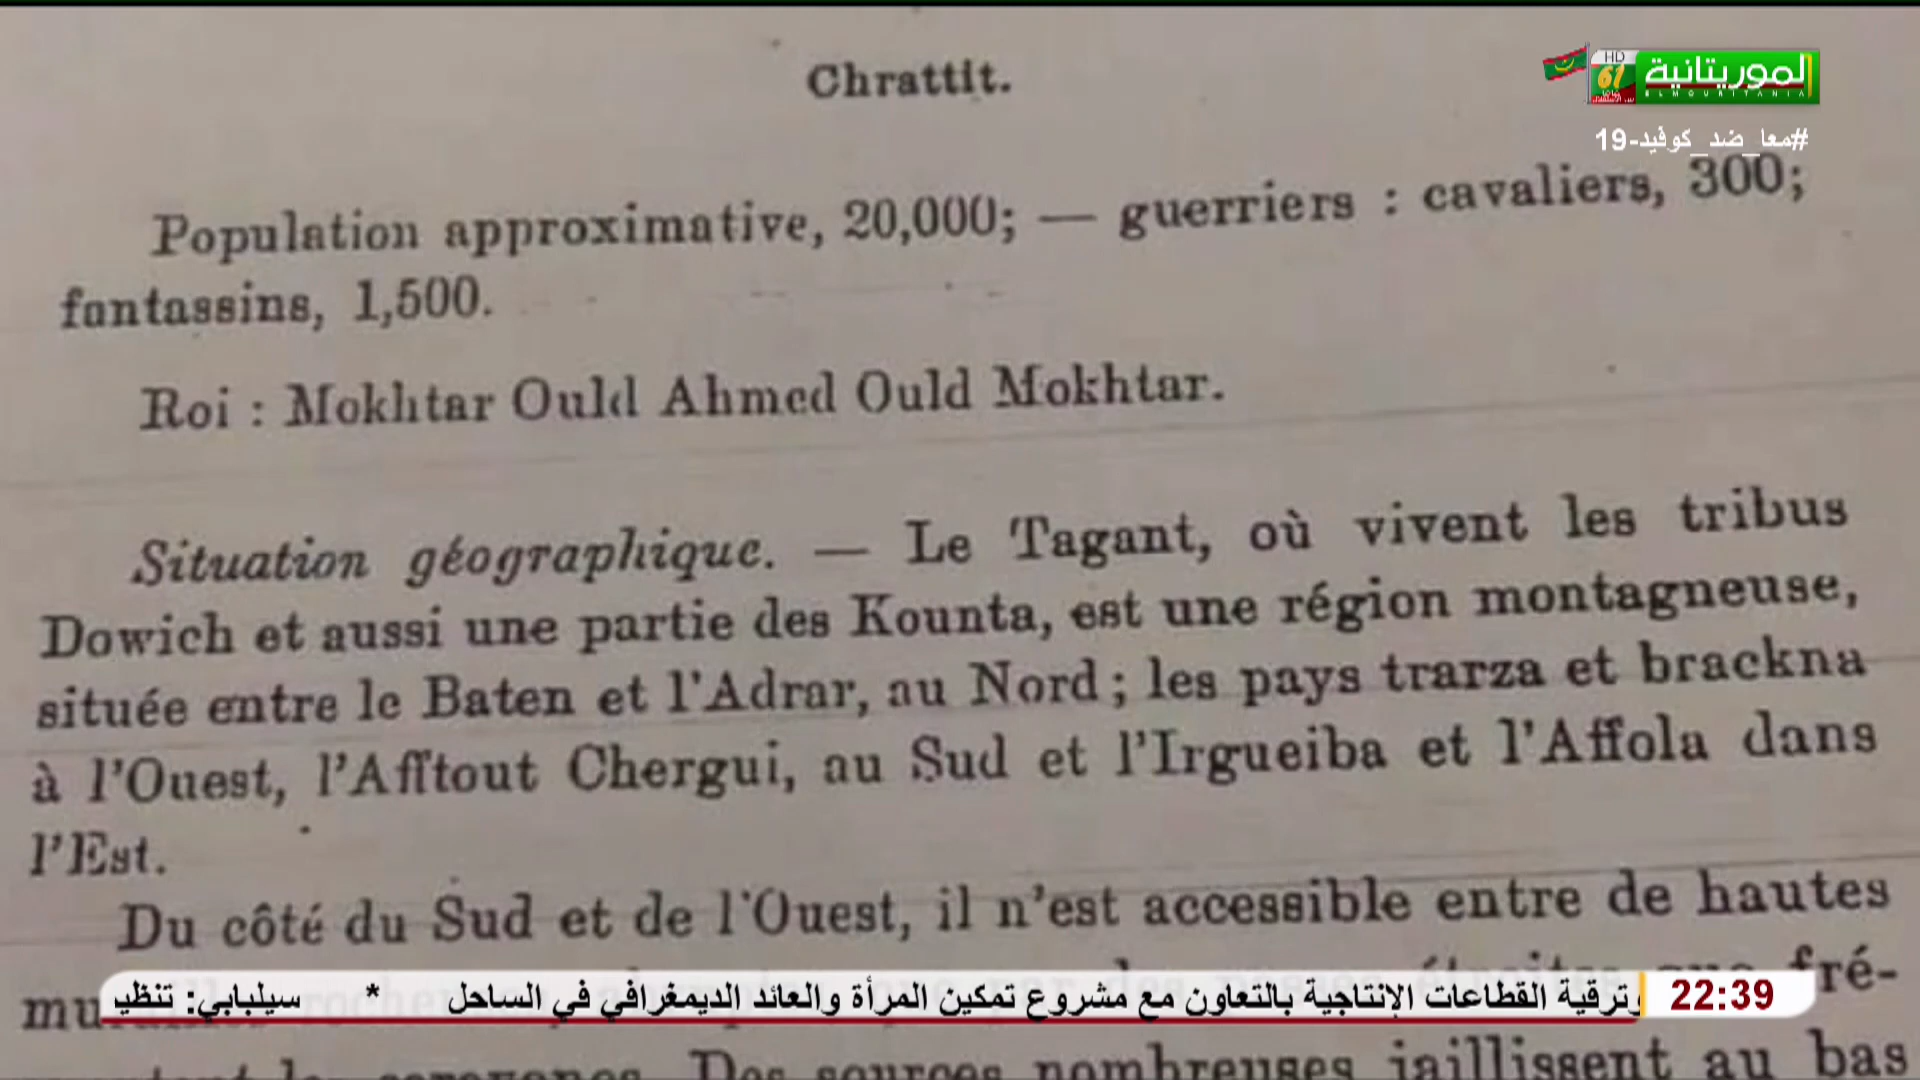 Chrattit.
HD
61
الموريتانية
ELMOURITANIA
#معا_ضد_كوفيد-19
Population approximative, 20,000; — guerriers : cavaliers, 300;
fantassins, 1,500.
Roi : Mokhtar Ould Ahmed Ould Mokhtar.
Situation géographique. — Le Tagant, où vivent les tribus
Dowich et aussi une partie des Kounta, est une région montagneuse,
située entre le Baten et l'Adrar, au Nord; les pays trarza et brackna
à l'Ouest, l'Afftout Chergui, au Sud et l'Irgueiba et l'Affola dans
l'Est.
Du côté du Sud et de l'Ouest, il n'est accessible entre de hautes
fré-
وترقية القطاعات الإنتاجية بالتعاون مع مشروع تمكين المرأة والعائد الديمغرافي في الساحل * سيلبابي: تنظي
22:39
Des sources nombreuses jaillissent au bas